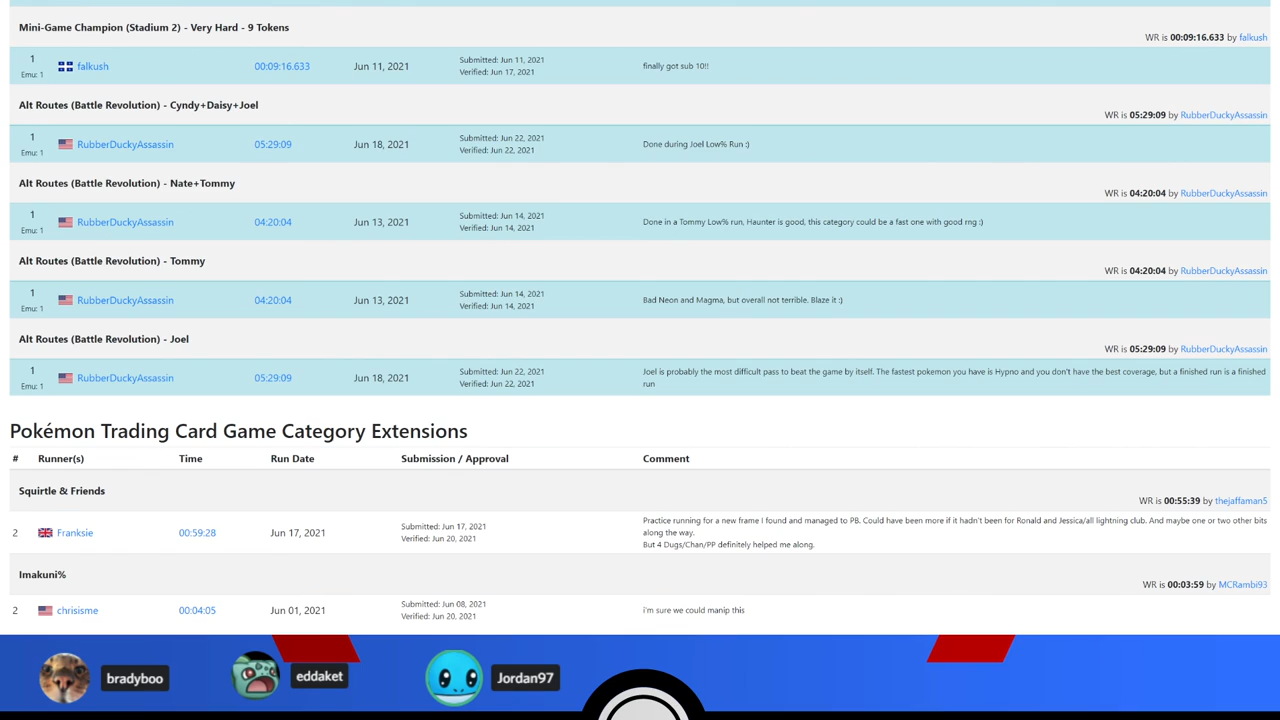 Mini-Game Champion (Stadium 2) - Very Hard - 9 Tokens
WR is 00:09:16.633 by falkush
1
Emu: 1
falkush
00:09:16.633
Jun 11, 2021
Submitted: Jun 11, 2021
Verified: Jun 17, 2021
finally got sub 10!!
Alt Routes (Battle Revolution) - Cyndy+Daisy+Joel
WR is 05:29:09 by RubberDuckyAssassin
1
Emu: 1
RubberDuckyAssassin
05:29:09
Jun 18, 2021
Submitted: Jun 22, 2021
Verified: Jun 22, 2021
Done during Joel Low% Run :)
Alt Routes (Battle Revolution) - Nate+Tommy
WR is 04:20:04 by RubberDuckyAssassin
1
Emu: 1
RubberDuckyAssassin
04:20:04
Jun 13, 2021
Submitted: Jun 14, 2021
Verified: Jun 14, 2021
Done in a Tommy Low% run, Haunter is good, this category could be a fast one with good rng :)
Alt Routes (Battle Revolution) - Tommy
WR is 04:20:04 by RubberDuckyAssassin
1
Emu: 1
RubberDuckyAssassin
04:20:04
Jun 13, 2021
Submitted: Jun 14, 2021
Verified: Jun 14, 2021
Bad Neon and Magma, but overall not terrible. Blaze it :)
Alt Routes (Battle Revolution) - Joel
WR is 05:29:09 by RubberDuckyAssassin
1
Emu: 1
RubberDuckyAssassin
05:29:09
Jun 18, 2021
Submitted: Jun 22, 2021
Verified: Jun 22, 2021
Joel is probably the most difficult pass to beat the game by itself. The fastest pokemon you have is Hypno and you don't have the best coverage, but a finished run is a finished
run
Pokémon Trading Card Game Category Extensions
# Runner(s) Time Run Date Submission / Approval Comment
Squirtle & Friends
WR is 00:55:39 by thejaffaman5
2
Franksie
00:59:28
Jun 17, 2021
Submitted: Jun 17, 2021
Verified: Jun 20, 2021
Practice running for a new frame I found and managed to PB. Could have been more if it hadn't been for Ronald and Jessica/all lightning club. And maybe one or two other bits
along the way.
But 4 Dugs/Chan/PP definitely helped me along.
Imakuni%
WR is 00:03:59 by MCRambi93
2
chrisisme
00:04:05
Jun 01, 2021
Submitted: Jun 08, 2021
Verified: Jun 20, 2021
i'm sure we could manip this
bradyboo
eddaket
Jordan97